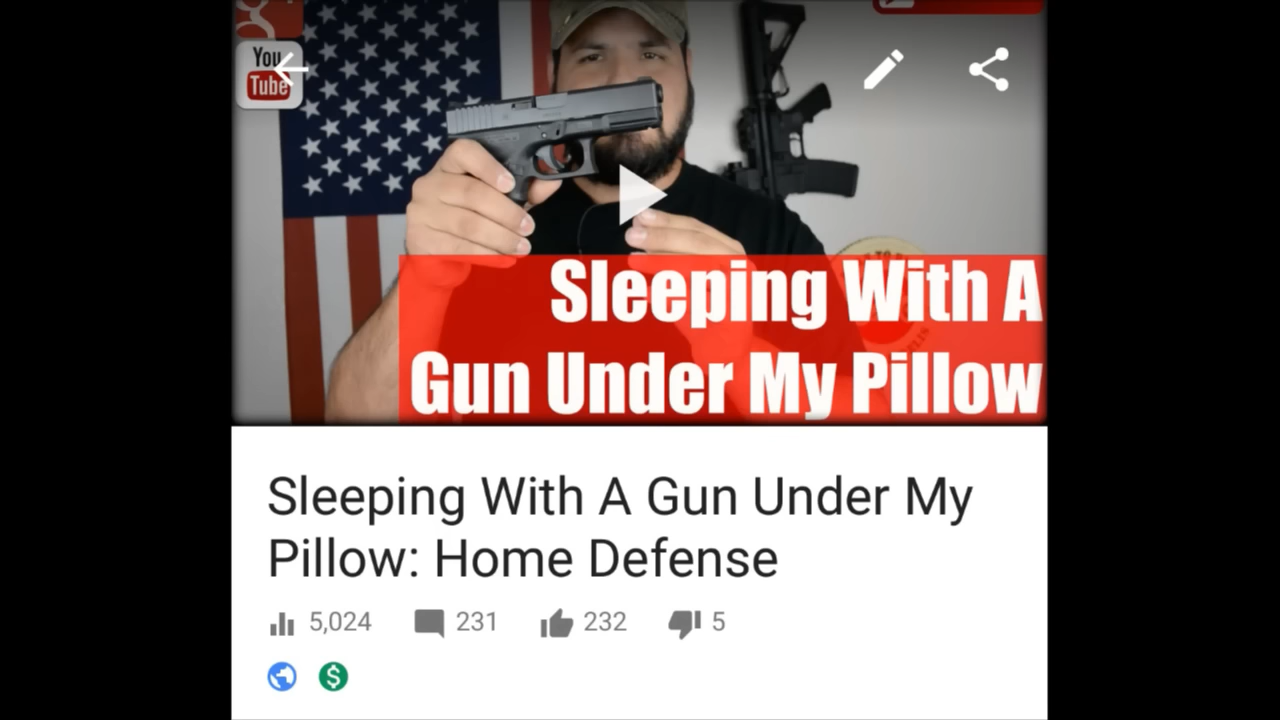 You
Tube
Sleeping With A
Gun Under My Pillow
Sleeping With A Gun Under My
Pillow: Home Defense
5,024 231 232 5